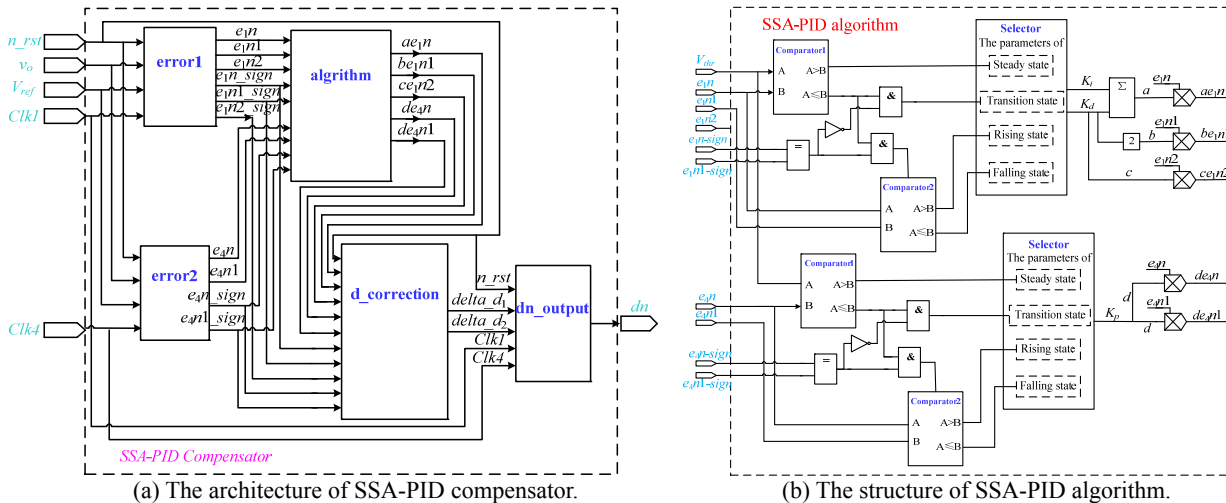 n_rst
v_o
V_ref
Clk1
Clk4
error1
e_1n
e_1n1
e_1n2
e_1n_sign
e_1n1_sign
e_1n2_sign
algrithm
ae_1n
be_1n1
ce_1n2
de_4n
de_4n1
error2
e_4n
e_4n1
e_4n_sign
e_4n1_sign
d_correction
n_rst
delta_d_1
delta_d_2
Clk1
Clk4
dn_output
dn
SSA-PID Compensator
(a) The architecture of SSA-PID compensator.
SSA-PID algorithm
V_thr
e_1n
e_1n1
e_1n2
e_1n-sign
e_1n1-sign
Comparator1
A A>B
B A≤B
=
&
&
Comparator2
A A>B
B A≤B
Selector
The parameters of
Steady state
Transition state
Rising state
Falling state
K_i
K_d
Σ
2
a
b
c
e_1n
ae_1n
e_1n1
be_1n1
e_1n2
ce_1n2
e_4n
e_4n1
e_4n-sign
e_4n1-sign
Comparator1
A A>B
B A≤B
=
&
&
Comparator2
A A>B
B A≤B
Selector
The parameters of
Steady state
Transition state
Rising state
Falling state
K_p
d
d
e_4n
de_4n
e_4n1
de_4n1
(b) The structure of SSA-PID algorithm.